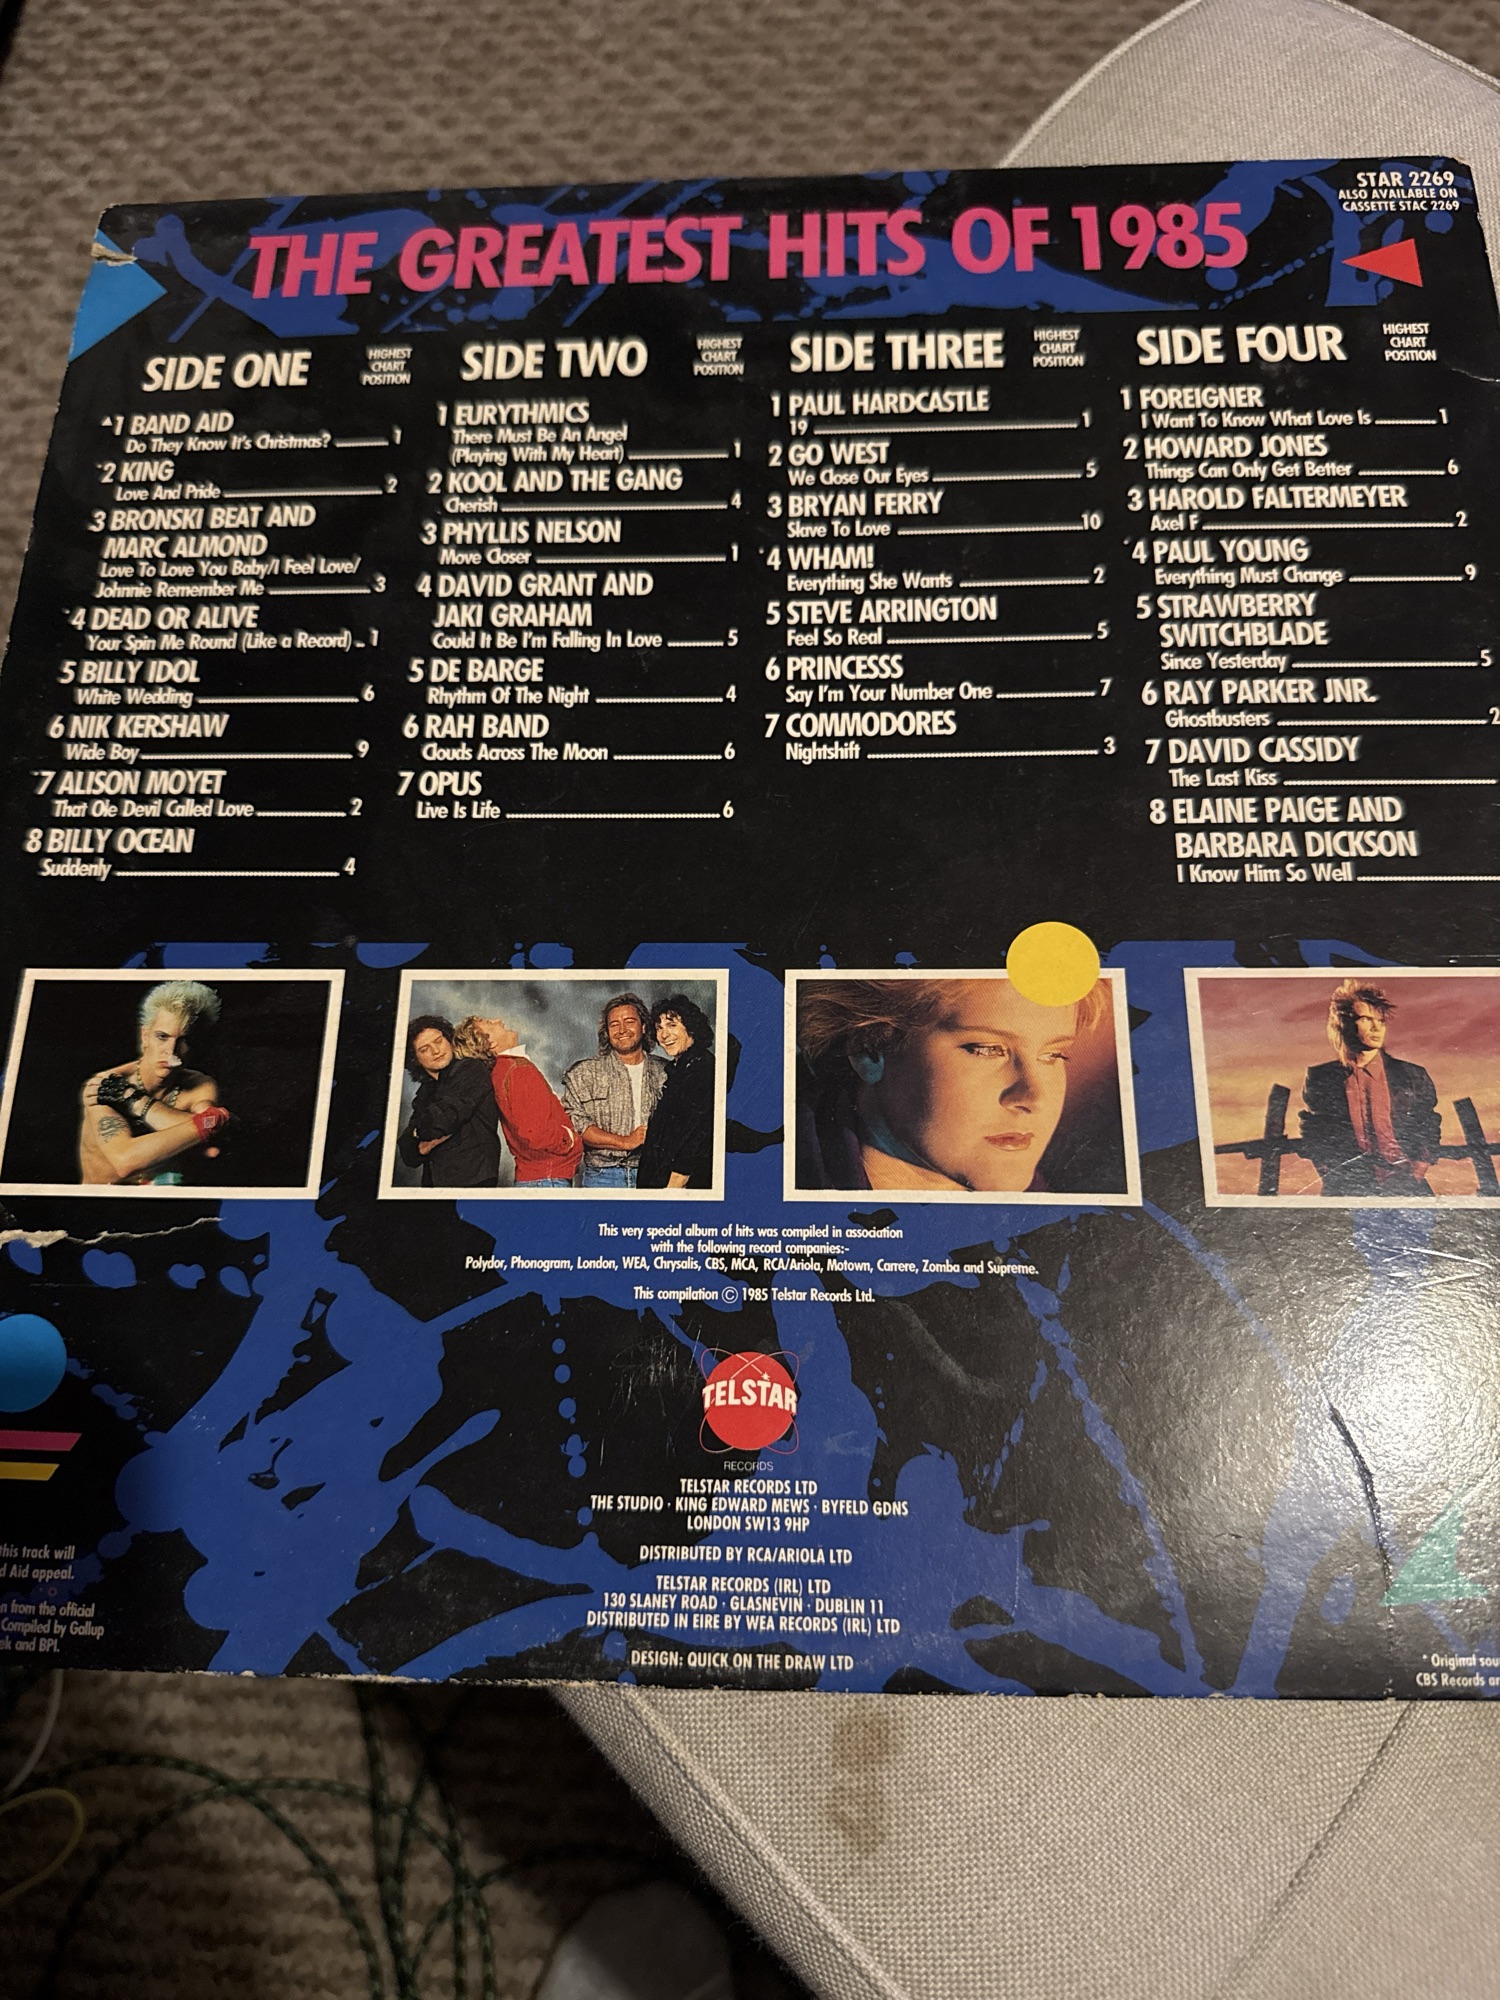 STAR 2269
ALSO AVAILABLE ON
CASSETTE STAC 2269
THE GREATEST HITS OF 1985
SIDE ONE
HIGHEST
CHART
POSITION
1 BAND AID
Do They Know It's Christmas? 1
2 KING
Love And Pride 2
3 BRONSKI BEAT AND
MARC ALMOND
Love To Love You Baby/I Feel Love/
Johnnie Remember Me 3
4 DEAD OR ALIVE
Your Spin Me Round (Like a Record) 1
5 BILLY IDOL
White Wedding 6
6 NIK KERSHAW
Wide Boy 9
7 ALISON MOYET
That Ole Devil Called Love 2
8 BILLY OCEAN
Suddenly 4
SIDE TWO
HIGHEST
CHART
POSITION
1 EURYTHMICS
There Must Be An Angel
(Playing With My Heart) 1
2 KOOL AND THE GANG
Cherish 4
3 PHYLLIS NELSON
Move Closer 1
4 DAVID GRANT AND
JAKI GRAHAM
Could It Be I'm Falling In Love 5
5 DE BARGE
Rhythm Of The Night 4
6 RAH BAND
Clouds Across The Moon 6
7 OPUS
Live Is Life 6
SIDE THREE
HIGHEST
CHART
POSITION
1 PAUL HARDCASTLE
19 1
2 GO WEST
We Close Our Eyes 5
3 BRYAN FERRY
Slave To Love 10
4 WHAM!
Everything She Wants 2
5 STEVE ARRINGTON
Feel So Real 5
6 PRINCESSS
Say I'm Your Number One 7
7 COMMODORES
Nightshift 3
SIDE FOUR
HIGHEST
CHART
POSITION
1 FOREIGNER
I Want To Know What Love Is 1
2 HOWARD JONES
Things Can Only Get Better 6
3 HAROLD FALTERMEYER
Axel F 2
4 PAUL YOUNG
Everything Must Change 9
5 STRAWBERRY
SWITCHBLADE
Since Yesterday 5
6 RAY PARKER JNR.
Ghostbusters 2
7 DAVID CASSIDY
The Last Kiss
8 ELAINE PAIGE AND
BARBARA DICKSON
I Know Him So Well
This very special album of hits was compiled in association
with the following record companies:-
Polydor, Phonogram, London, WEA, Chrysalis, CBS, MCA, RCA/Ariola, Motown, Carrere, Zomba and Supreme.
This compilation © 1985 Telstar Records Ltd.
TELSTAR
RECORDS
TELSTAR RECORDS LTD
THE STUDIO · KING EDWARD MEWS · BYFELD GDNS
LONDON SW13 9HP
DISTRIBUTED BY RCA/ARIOLA LTD
TELSTAR RECORDS (IRL) LTD
130 SLANEY ROAD · GLASNEVIN · DUBLIN 11
DISTRIBUTED IN EIRE BY WEA RECORDS (IRL) LTD
DESIGN: QUICK ON THE DRAW LTD
this track will
d Aid appeal.
from the official
Compiled by Gallup
and BPI.
* Original
CBS Records